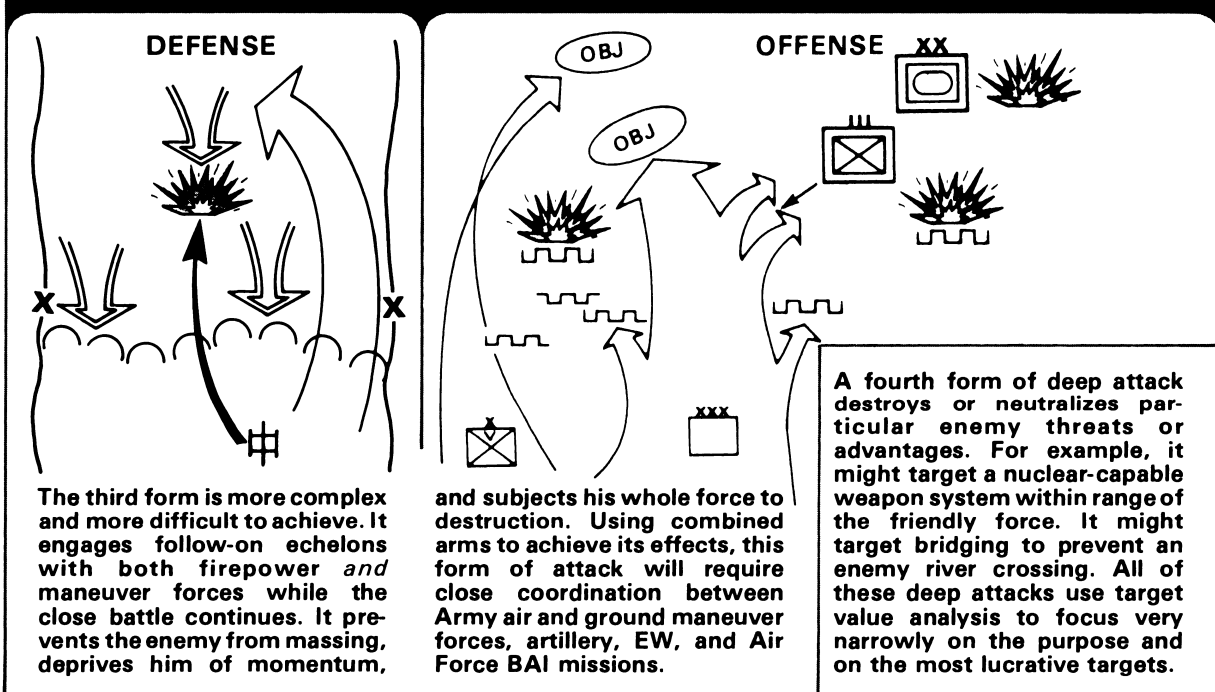 DEFENSE
X
X
The third form is more complex
and more difficult to achieve. It
engages follow-on echelons
with both firepower and
maneuver forces while the
close battle continues. It pre-
vents the enemy from massing,
deprives him of momentum,
OFFENSE
OBJ
OBJ
XX
III
X
XXX
and subjects his whole force to
destruction. Using combined
arms to achieve its effects, this
form of attack will require
close coordination between
Army air and ground maneuver
forces, artillery, EW, and Air
Force BAI missions.
A fourth form of deep attack
destroys or neutralizes par-
ticular enemy threats or
advantages. For example, it
might target a nuclear-capable
weapon system within range of
the friendly force. It might
target bridging to prevent an
enemy river crossing. All of
these deep attacks use target
value analysis to focus very
narrowly on the purpose and
on the most lucrative targets.